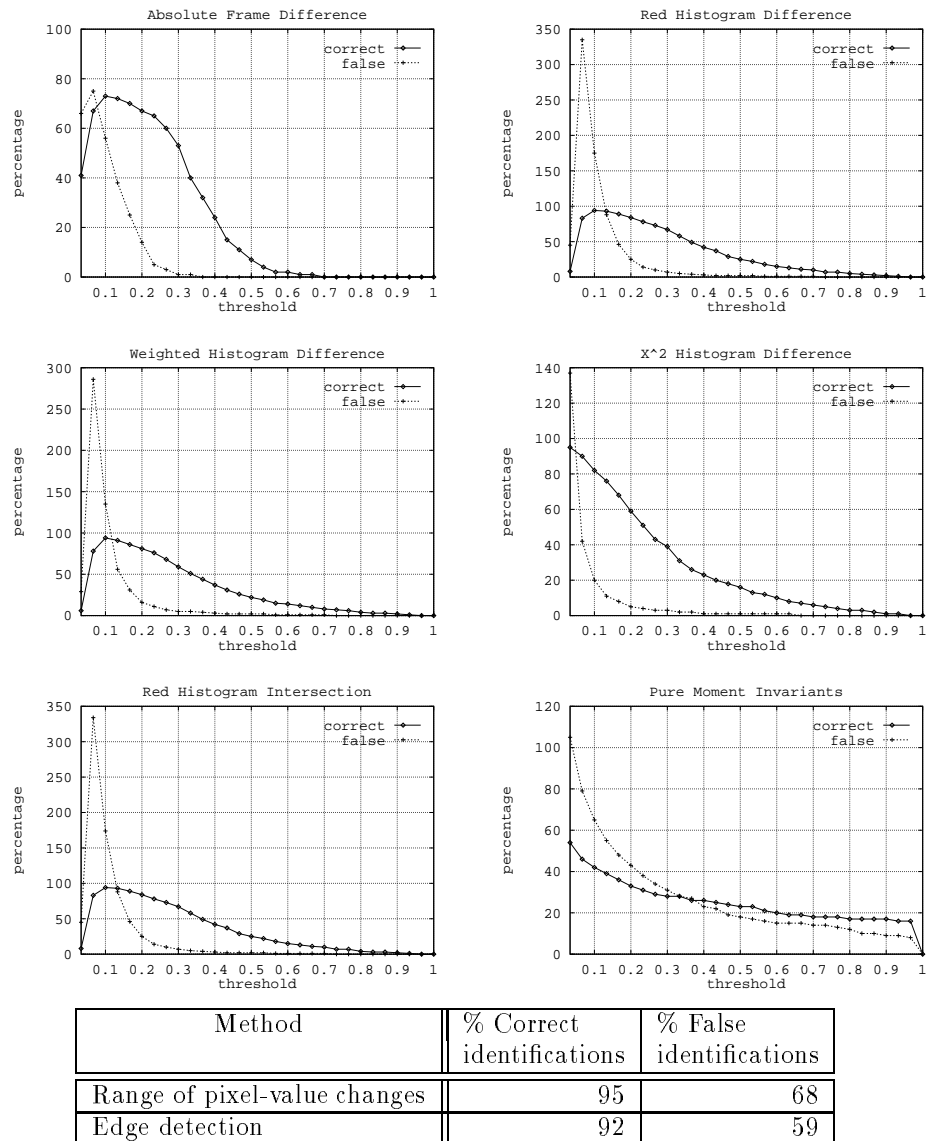 Absolute Frame Difference
100
80
60
40
20
0
percentage
correct
false
0.1 0.2 0.3 0.4 0.5 0.6 0.7 0.8 0.9 1
threshold
Red Histogram Difference
350
300
250
200
150
100
50
0
percentage
correct
false
0.1 0.2 0.3 0.4 0.5 0.6 0.7 0.8 0.9 1
threshold
Weighted Histogram Difference
300
250
200
150
100
50
0
percentage
correct
false
0.1 0.2 0.3 0.4 0.5 0.6 0.7 0.8 0.9 1
threshold
X^2 Histogram Difference
140
120
100
80
60
40
20
0
percentage
correct
false
0.1 0.2 0.3 0.4 0.5 0.6 0.7 0.8 0.9 1
threshold
Red Histogram Intersection
350
300
250
200
150
100
50
0
percentage
correct
false
0.1 0.2 0.3 0.4 0.5 0.6 0.7 0.8 0.9 1
threshold
Pure Moment Invariants
120
100
80
60
40
20
0
percentage
correct
false
0.1 0.2 0.3 0.4 0.5 0.6 0.7 0.8 0.9 1
threshold
Method % Correct % False
identifications identifications
Range of pixel-value changes 95 68
Edge detection 92 59